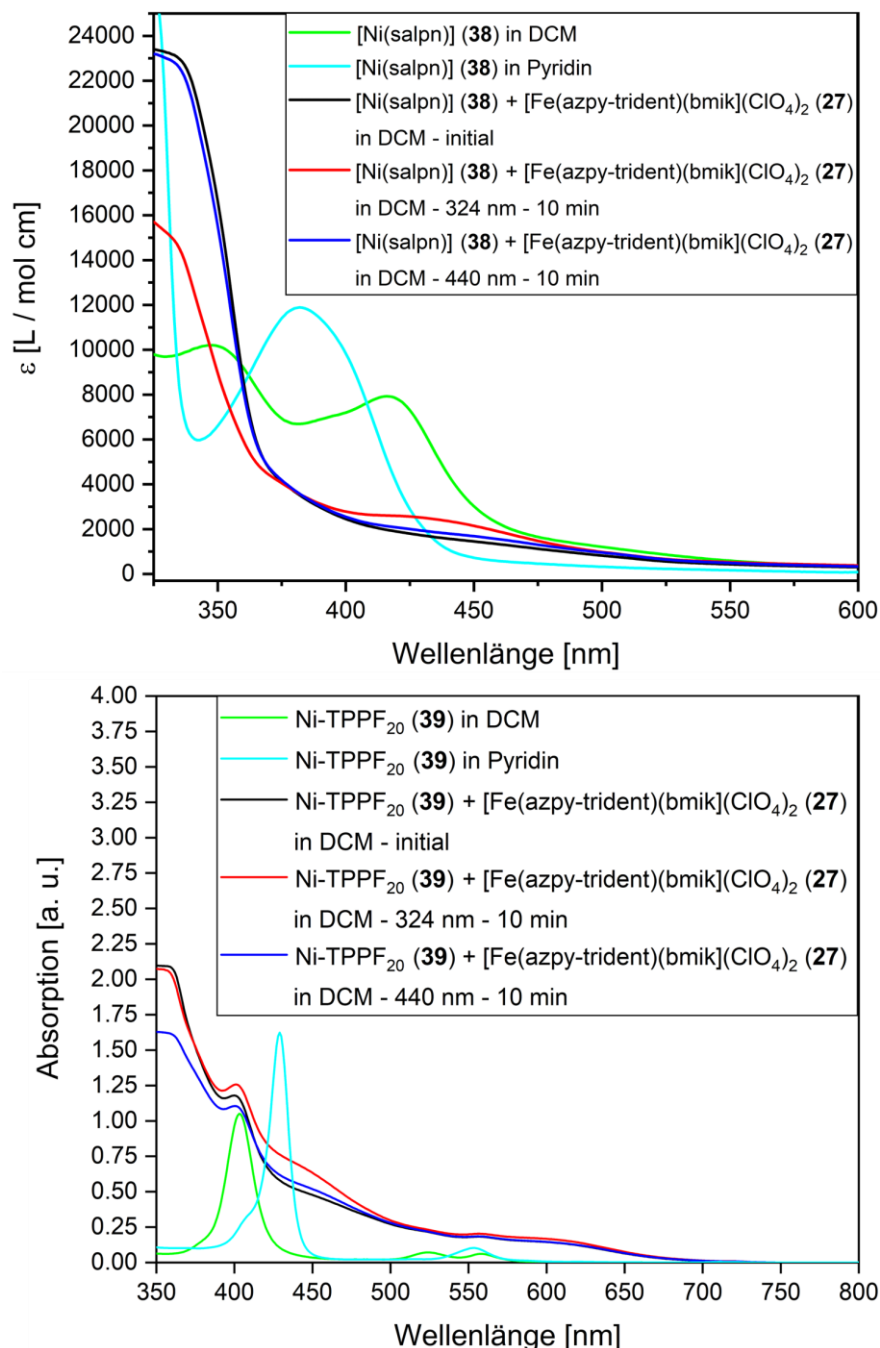 24000
22000
20000
18000
16000
14000
12000
10000
8000
6000
4000
2000
0
ε [L / mol cm]
[Ni(salpn)] (38) in DCM
[Ni(salpn)] (38) in Pyridin
[Ni(salpn)] (38) + [Fe(azpy-trident)(bmik](ClO₄)₂ (27)
in DCM - initial
[Ni(salpn)] (38) + [Fe(azpy-trident)(bmik](ClO₄)₂ (27)
in DCM - 324 nm - 10 min
[Ni(salpn)] (38) + [Fe(azpy-trident)(bmik](ClO₄)₂ (27)
in DCM - 440 nm - 10 min
350 400 450 500 550 600
Wellenlänge [nm]
4.00
3.75
3.50
3.25
3.00
2.75
2.50
2.25
2.00
1.75
1.50
1.25
1.00
0.75
0.50
0.25
0.00
Absorption [a. u.]
Ni-TPPF₂₀ (39) in DCM
Ni-TPPF₂₀ (39) in Pyridin
Ni-TPPF₂₀ (39) + [Fe(azpy-trident)(bmik](ClO₄)₂ (27)
in DCM - initial
Ni-TPPF₂₀ (39) + [Fe(azpy-trident)(bmik](ClO₄)₂ (27)
in DCM - 324 nm - 10 min
Ni-TPPF₂₀ (39) + [Fe(azpy-trident)(bmik](ClO₄)₂ (27)
in DCM - 440 nm - 10 min
350 400 450 500 550 600 650 700 750 800
Wellenlänge [nm]